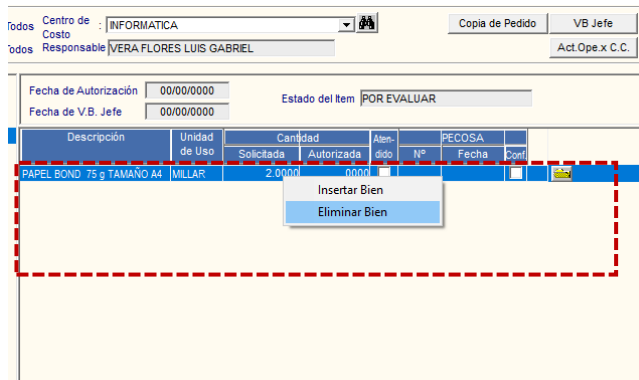 Todos Centro de Costo : INFORMATICA Copia de Pedido VB Jefe
Todos Responsable VERA FLORES LUIS GABRIEL Act.Ope.x C.C.
Fecha de Autorización 00/00/0000
Estado del Item POR EVALUAR
Fecha de V.B. Jefe 00/00/0000
Descripción Unidad de Uso Cantidad Aten-dido PECOSA
Solicitada Autorizada Nº Fecha Conf.
PAPEL BOND 75 g TAMAÑO A4 MILLAR 2.0000 .0000
Insertar Bien
Eliminar Bien